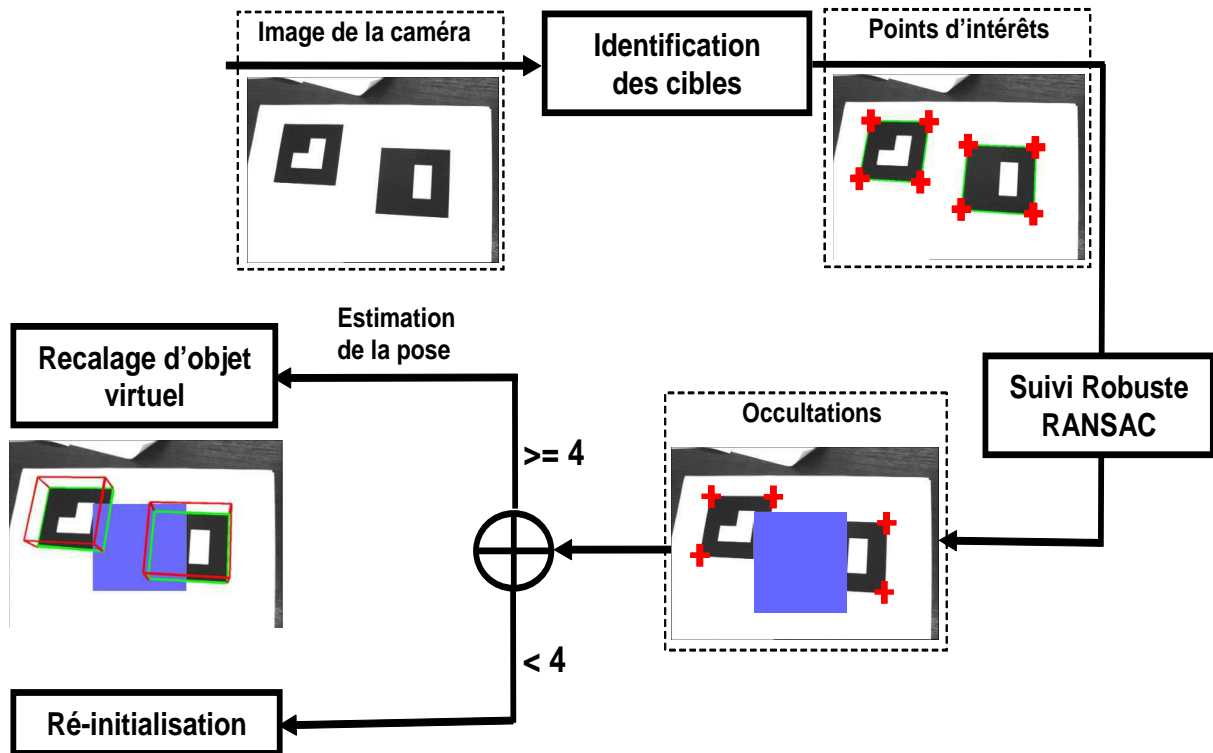 Image de la caméra
Identification
des cibles
Points d’intérêts
Suivi Robuste
RANSAC
Occultations
>= 4
< 4
Estimation
de la pose
Recalage d’objet
virtuel
Ré-initialisation